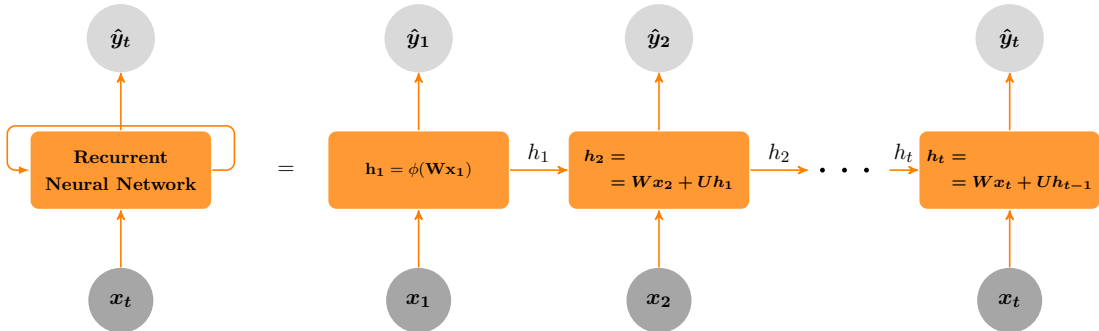 ŷₜ ŷ₁ ŷ₂ ŷₜ
Recurrent
Neural Network
=
h₁ = ϕ(Wx₁)
h₁
h₂ =
= Wx₂ + Uh₁
h₂
. . .
hₜ
hₜ =
= Wxₜ + Uhₜ₋₁
xₜ x₁ x₂ xₜ